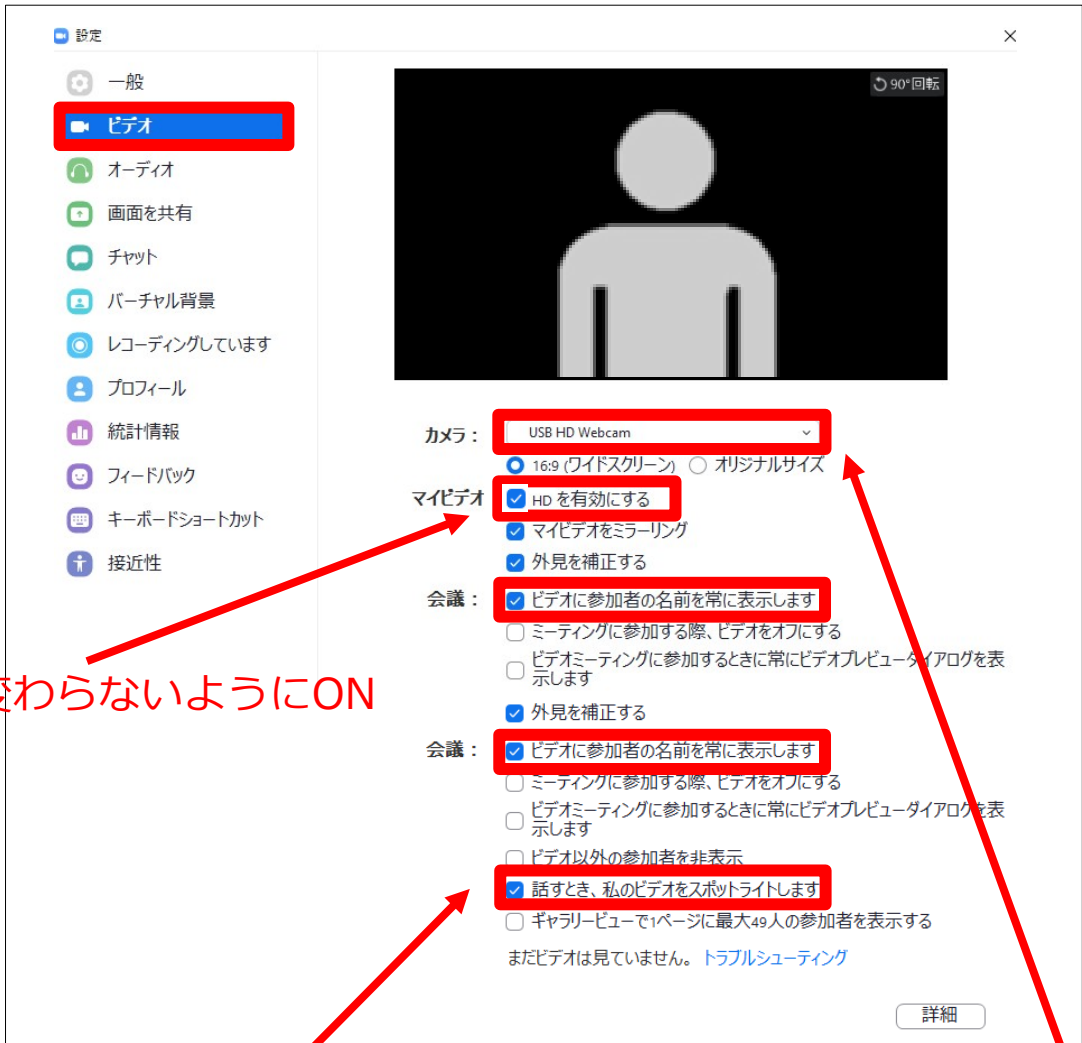 設定
一般
90°回転
ビデオ
オーディオ
画面を共有
チャット
バーチャル背景
レコーディングしています
プロフィール
統計情報
フィードバック
キーボードショートカット
接近性
カメラ： USB HD Webcam
16:9 (ワイドスクリーン) オリジナルサイズ
マイビデオ HD を有効にする
マイビデオをミラーリング
外見を補正する
会議： ビデオに参加者の名前を常に表示します
ミーティングに参加する際、ビデオをオフにする
ビデオミーティングに参加するときに常にビデオプレビューダイアログを表
示します
変わらないようにON
外見を補正する
会議： ビデオに参加者の名前を常に表示します
ミーティングに参加する際、ビデオをオフにする
ビデオミーティングに参加するときに常にビデオプレビューダイアログを表
示します
ビデオ以外の参加者を非表示
話すとき、私のビデオをスポットライトします
ギャラリービューで1ページに最大49人の参加者を表示する
まだビデオは見ていません。 トラブルシューティング
詳細